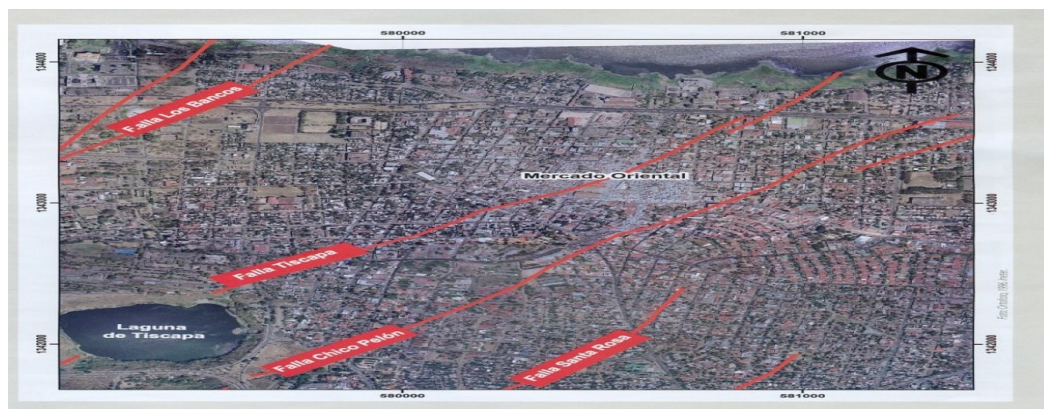 580000
581000
1344000
1344000
N
Falla Los Bancos
Mercado Oriental
1343000
1343000
Falla Tiscapa
Laguna
de Tiscapa
Falla Chico Pelón
Falla Santa Rosa
1342000
1342000
580000
581000